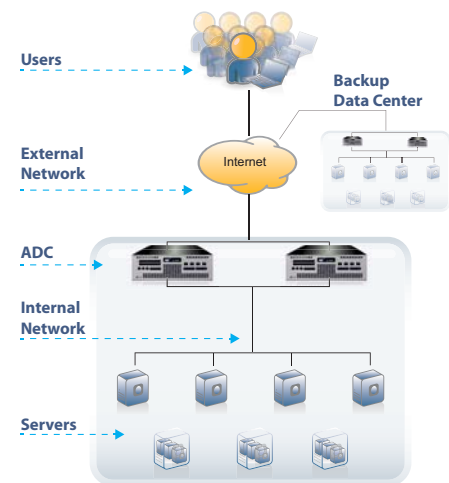 Users
Backup
Data Center
External
Network
Internet
ADC
Internal
Network
Servers